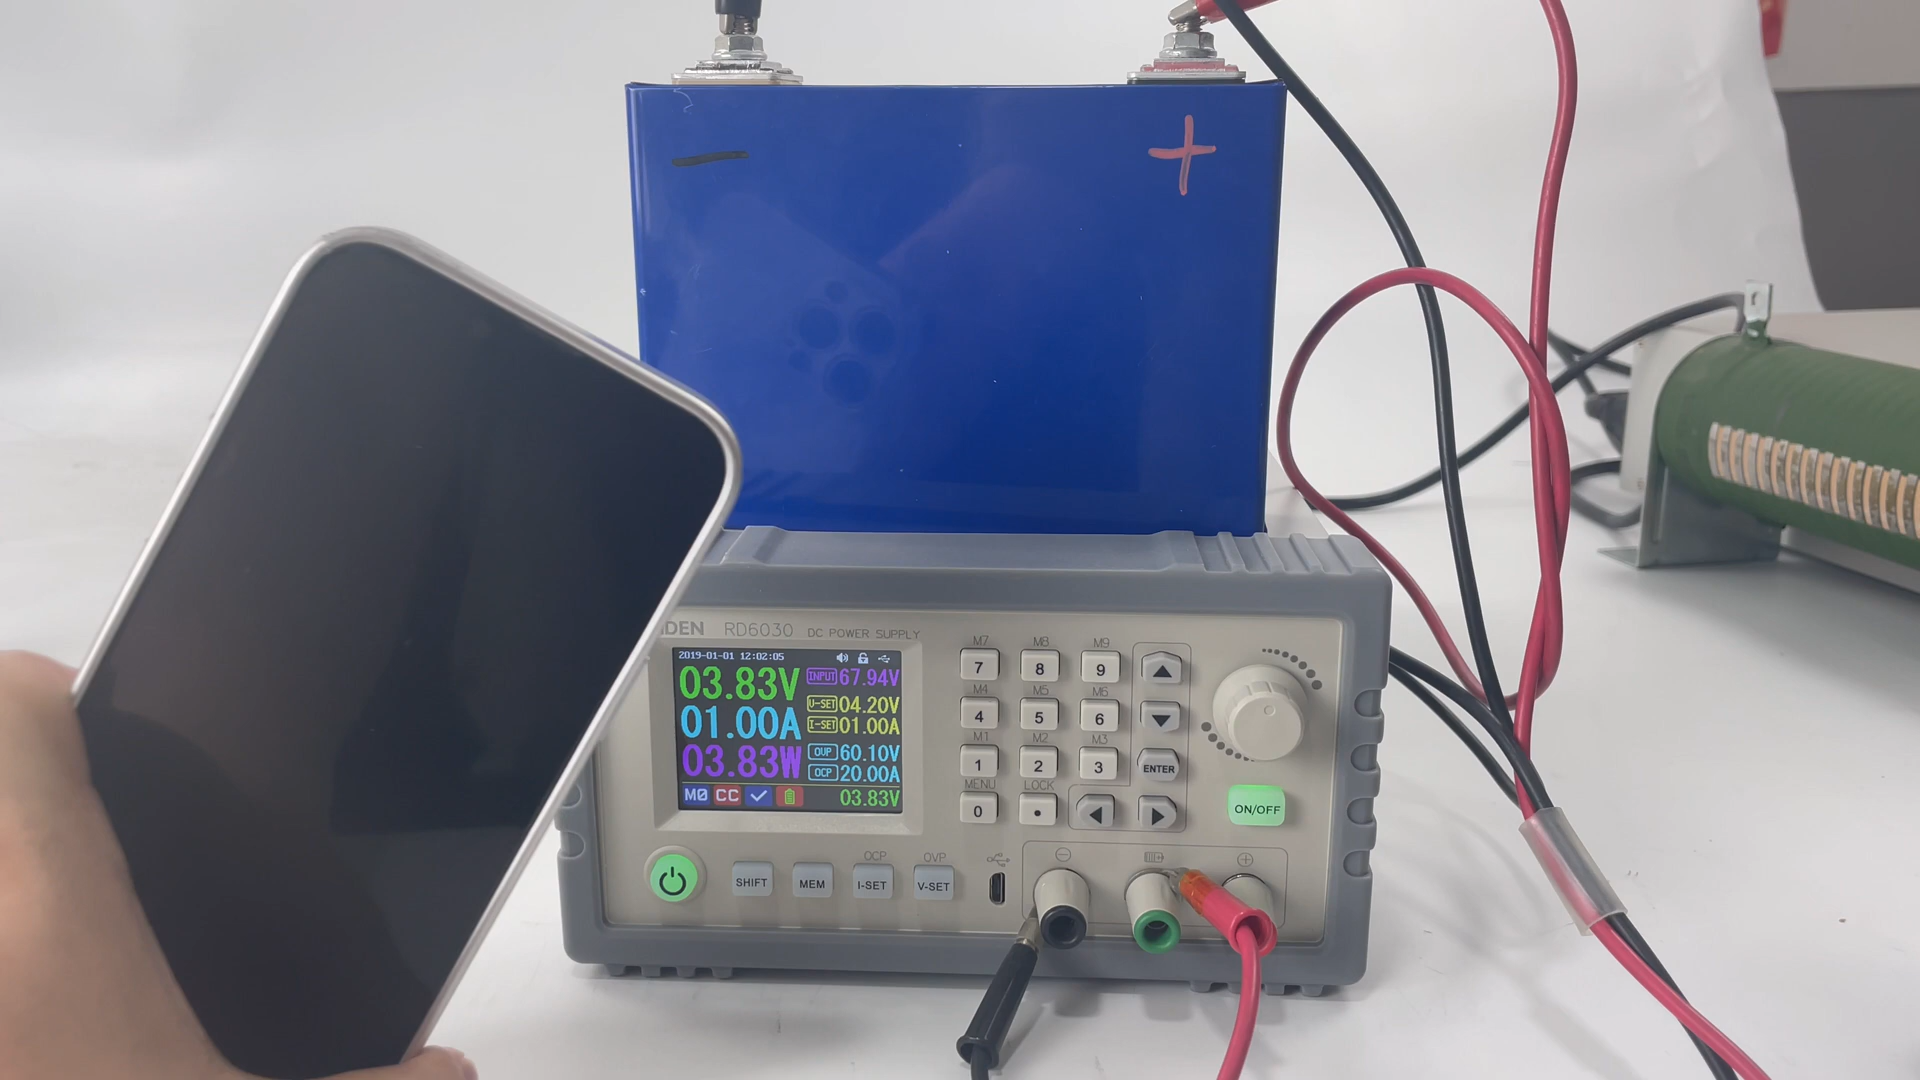 − +
IDEN RD6030 DC POWER SUPPLY
2019-01-01 12:02:05
03.83V INPUT 67.94V
V-SET 04.20V
01.00A I-SET 01.00A
03.83W OVP 60.10V
OCP 20.00A
M0 CC 03.83V
M7 M8 M9
7 8 9
M4 M5 M6
4 5 6
M1 M2 M3
1 2 3 ENTER
MENU LOCK
0 . ON/OFF
OCP OVP
SHIFT MEM I-SET V-SET